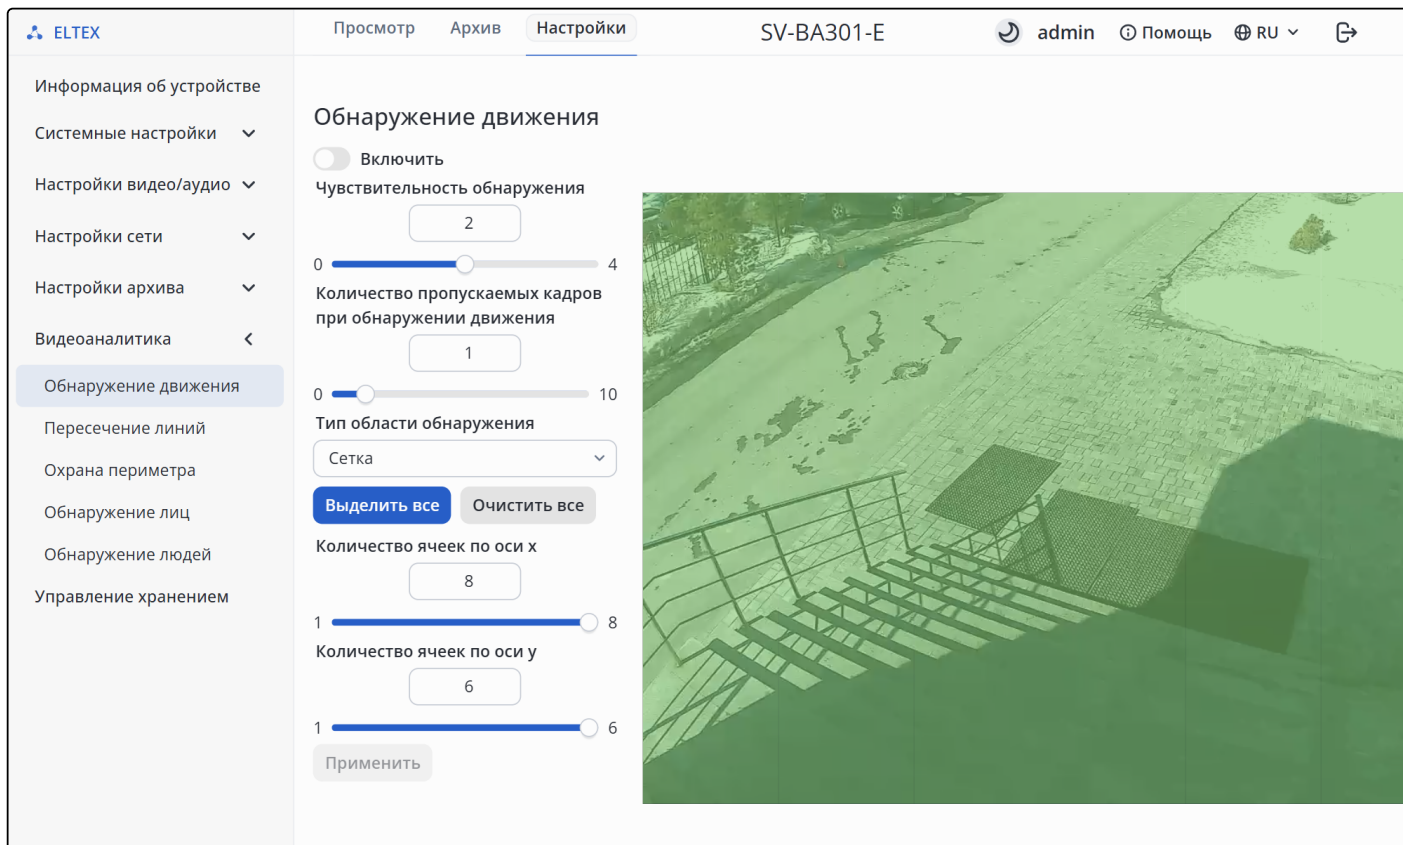 ELTEX
Просмотр
Архив
Настройки
SV-BA301-E
admin
Помощь
RU
Информация об устройстве
Системные настройки
Настройки видео/аудио
Настройки сети
Настройки архива
Видеоаналитика
Обнаружение движения
Пересечение линий
Охрана периметра
Обнаружение лиц
Обнаружение людей
Управление хранением
Обнаружение движения
Включить
Чувствительность обнаружения
2
0 4
Количество пропускаемых кадров
при обнаружении движения
1
0 10
Тип области обнаружения
Сетка
Выделить все Очистить все
Количество ячеек по оси x
8
1 8
Количество ячеек по оси y
6
1 6
Применить